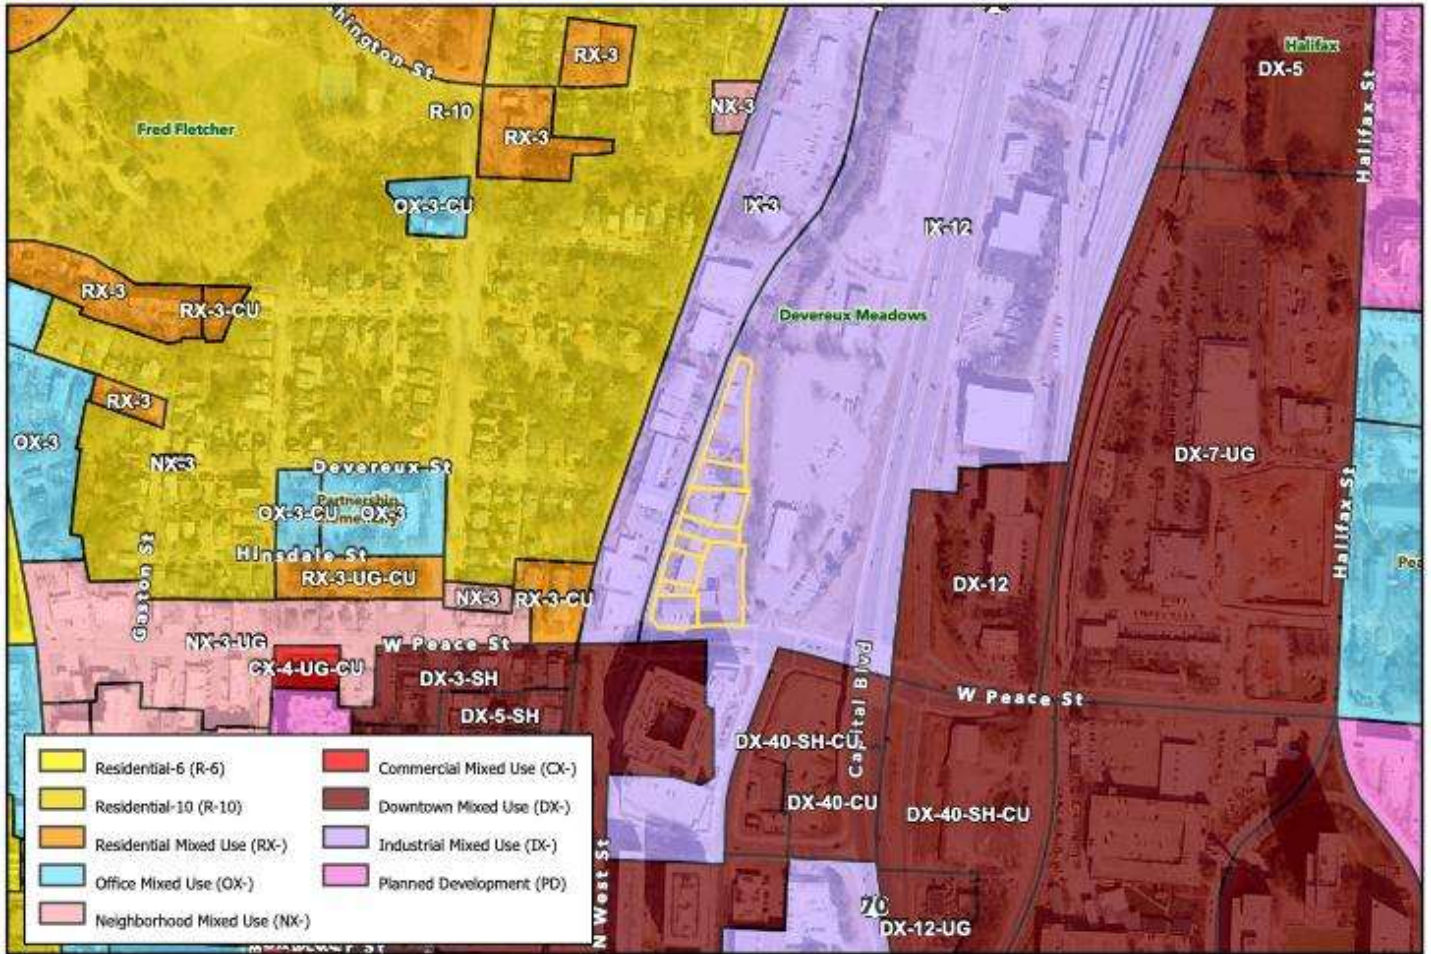 Halifax
DX-5
RX-3
R-10
RX-3
NX-3
Fred Fletcher
Halifax St
OX-3-CU
IX-3
IX-12
RX-3
RX-3-CU
Devereux Meadows
RX-3
OX-3
NX-3
Devereux St
DX-7-UG
Partnership
OX-3-CU
OX-3
Halifax St
Hinsdale St
RX-3-UG-CU
NX-3
RX-3-CU
DX-12
Gaston St
NX-3-UG
W Peace St
CX-4-UG-CU
DX-3-SH
Capital Blvd
W Peace St
DX-5-SH
DX-40-SH-CU
DX-40-CU
DX-40-SH-CU
N West St
70
DX-12-UG
Residential-6 (R-6)
Residential-10 (R-10)
Residential Mixed Use (RX-)
Office Mixed Use (OX-)
Neighborhood Mixed Use (NX-)
Commercial Mixed Use (CX-)
Downtown Mixed Use (DX-)
Industrial Mixed Use (IX-)
Planned Development (PD)